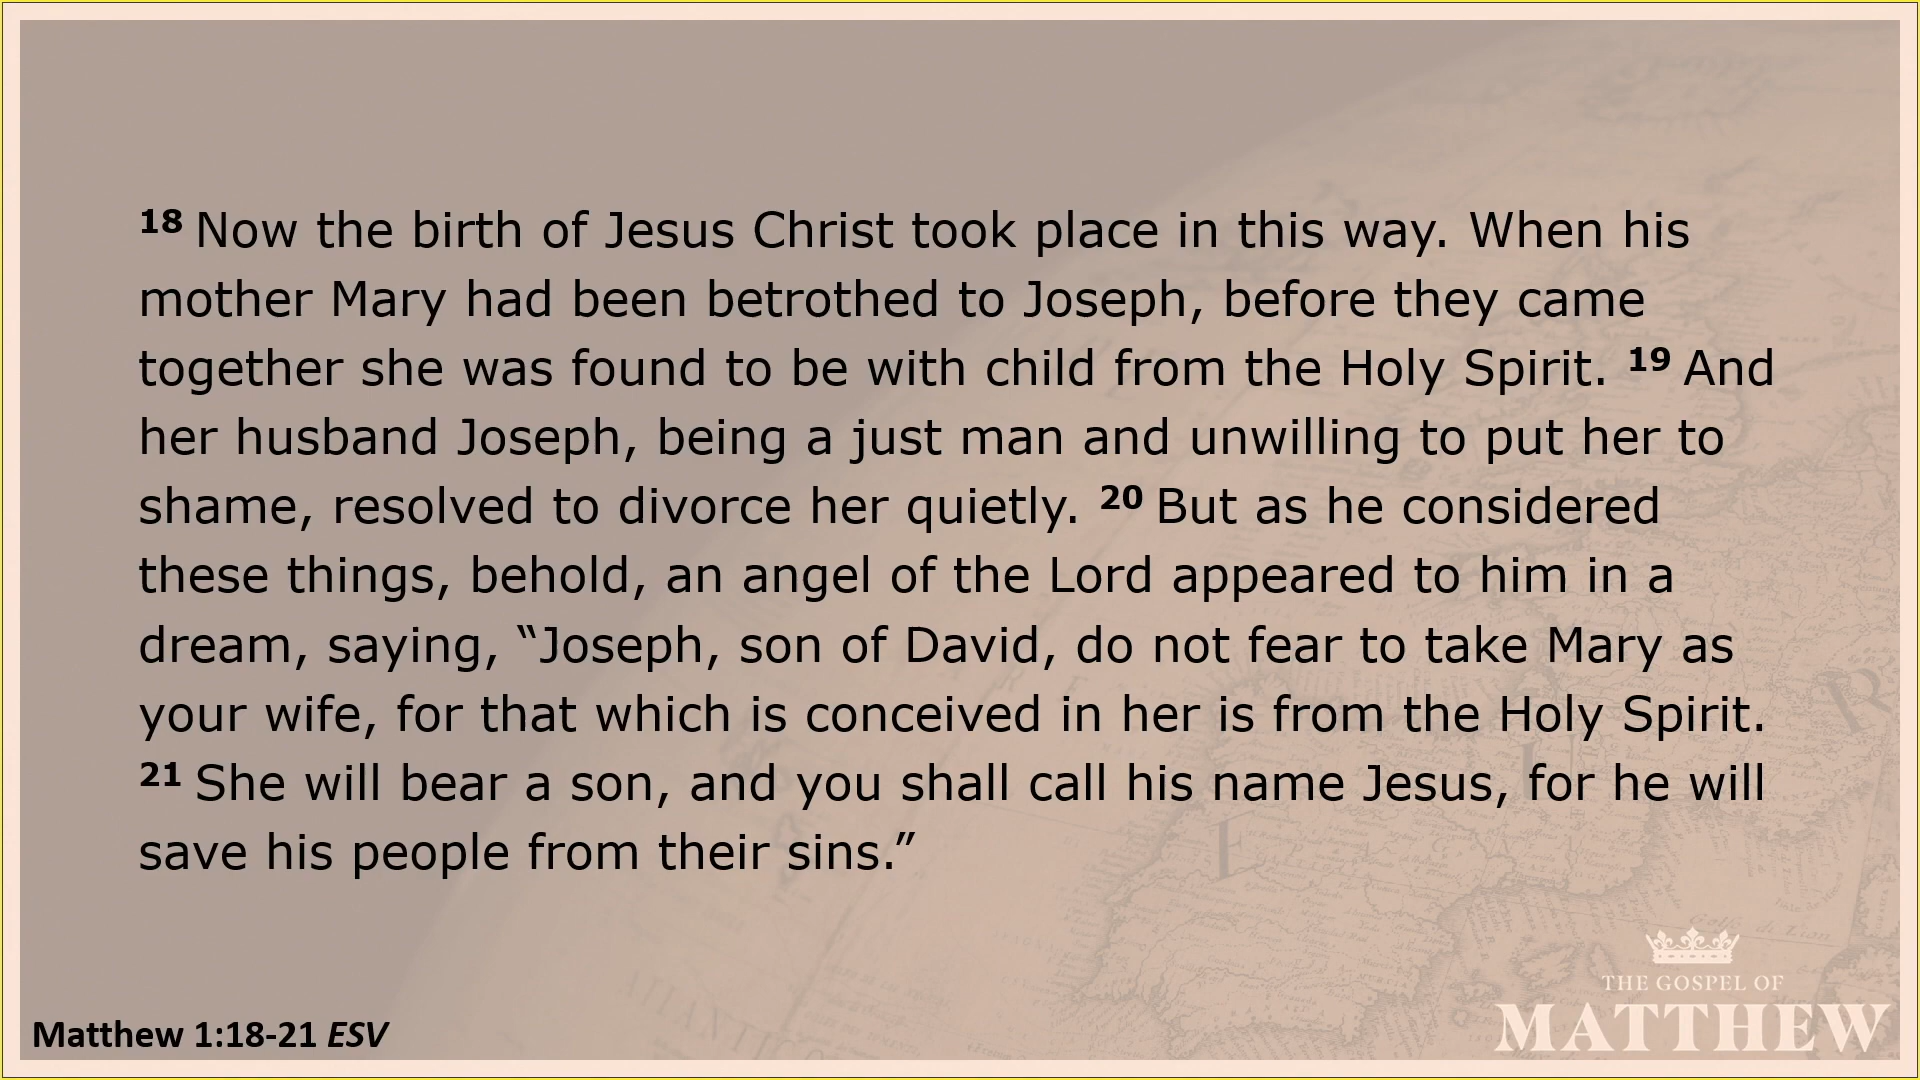 18 Now the birth of Jesus Christ took place in this way. When his
mother Mary had been betrothed to Joseph, before they came
together she was found to be with child from the Holy Spirit. 19 And
her husband Joseph, being a just man and unwilling to put her to
shame, resolved to divorce her quietly. 20 But as he considered
these things, behold, an angel of the Lord appeared to him in a
dream, saying, “Joseph, son of David, do not fear to take Mary as
your wife, for that which is conceived in her is from the Holy Spirit.
21 She will bear a son, and you shall call his name Jesus, for he will
save his people from their sins.”
THE GOSPEL OF
MATTHEW
Matthew 1:18-21 ESV